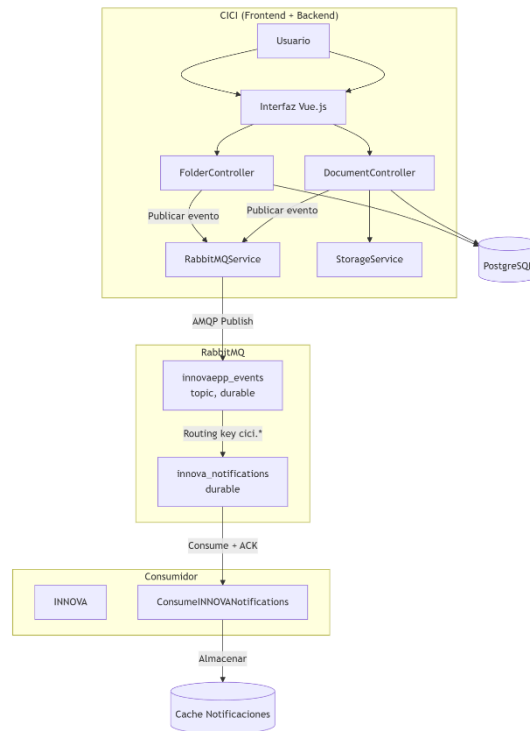 CICI (Frontend + Backend)
Usuario
Interfaz Vue.js
FolderController
DocumentController
Publicar evento
Publicar evento
RabbitMQService
StorageService
PostgreSQL
AMQP Publish
RabbitMQ
innovaepp_events
topic, durable
Routing key cici.*
innova_notifications
durable
Consume + ACK
Consumidor
INNOVA
ConsumeINNOVANotifications
Almacenar
Cache Notificaciones